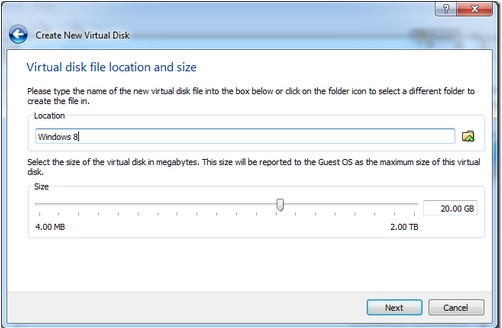 Create New Virtual Disk
Virtual disk file location and size
Please type the name of the new virtual disk file into the box below or click on the folder icon to select a different folder to
create the file in.
Location
Windows 8
Select the size of the virtual disk in megabytes. This size will be reported to the Guest OS as the maximum size of this virtual
disk.
Size
20.00 GB
4.00 MB
2.00 TB
Next
Cancel